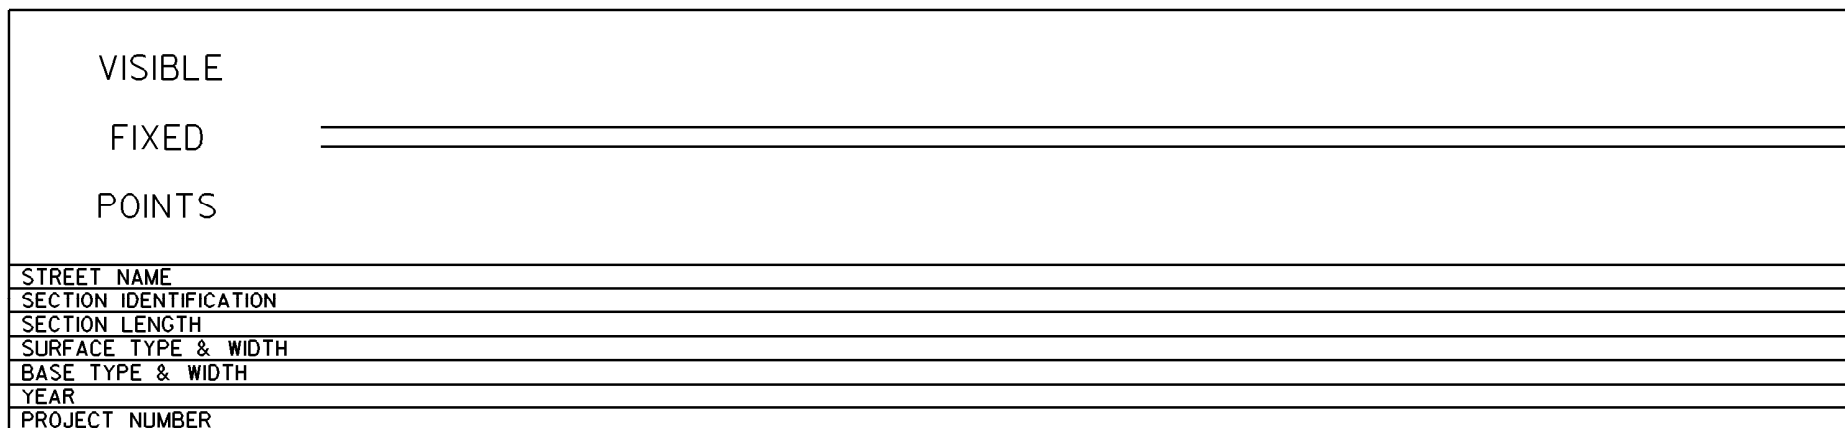 VISIBLE
FIXED
POINTS
STREET NAME
SECTION IDENTIFICATION
SECTION LENGTH
SURFACE TYPE & WIDTH
BASE TYPE & WIDTH
YEAR
PROJECT NUMBER